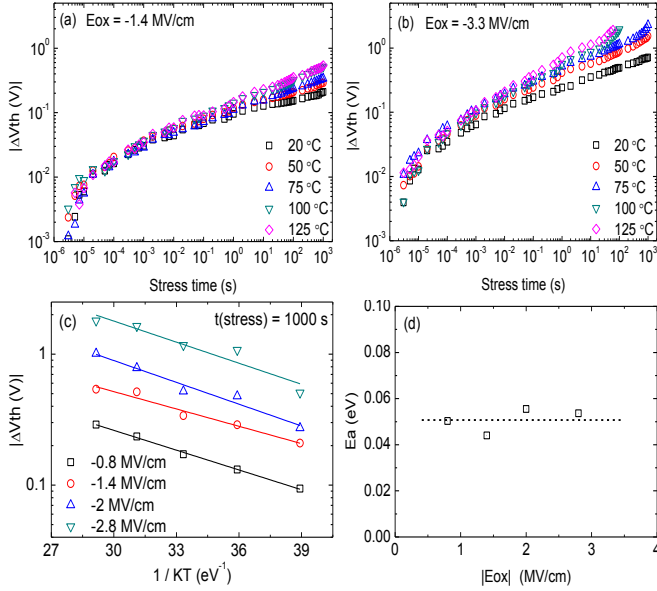 (a) Eox = -1.4 MV/cm
|ΔVth (V)|
10^1
10^0
10^-1
10^-2
10^-3
20 °C
50 °C
75 °C
100 °C
125 °C
10^-6 10^-5 10^-4 10^-3 10^-2 10^-1 10^0 10^1 10^2 10^3
Stress time (s)
(b) Eox = -3.3 MV/cm
|ΔVth (V)|
10^0
10^-1
10^-2
10^-3
20 °C
50 °C
75 °C
100 °C
125 °C
10^-6 10^-5 10^-4 10^-3 10^-2 10^-1 10^0 10^1 10^2 10^3
Stress time (s)
(c) t(stress) = 1000 s
|ΔVth (V)|
1
0.1
-0.8 MV/cm
-1.4 MV/cm
-2 MV/cm
-2.8 MV/cm
27 30 33 36 39
1 / KT (eV^-1)
(d)
Ea (eV)
0.10
0.08
0.06
0.04
0.02
0.00
0 1 2 3 4
|Eox| (MV/cm)